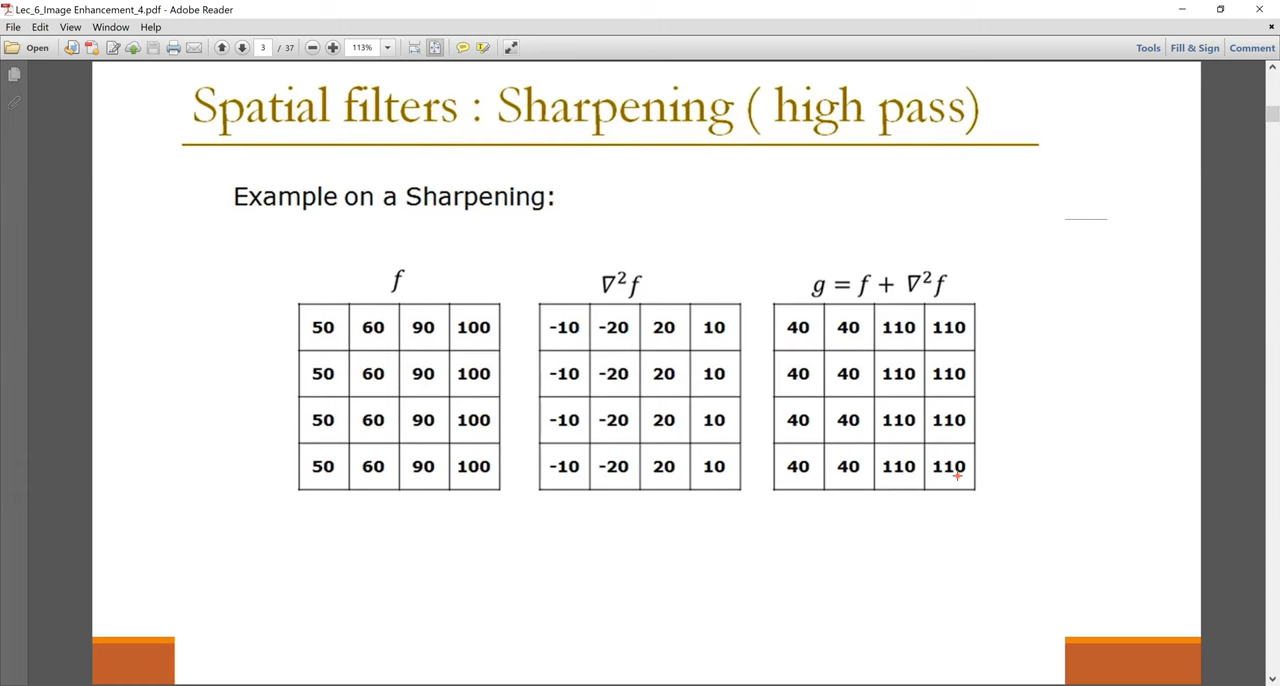 Lec_6_Image Enhancement_4.pdf - Adobe Reader
File Edit View Window Help
Open 3 / 37 113% Tools Fill & Sign Comment
Spatial filters : Sharpening ( high pass)
Example on a Sharpening:
f ∇²f g = f + ∇²f
50 60 90 100 -10 -20 20 10 40 40 110 110
50 60 90 100 -10 -20 20 10 40 40 110 110
50 60 90 100 -10 -20 20 10 40 40 110 110
50 60 90 100 -10 -20 20 10 40 40 110 110